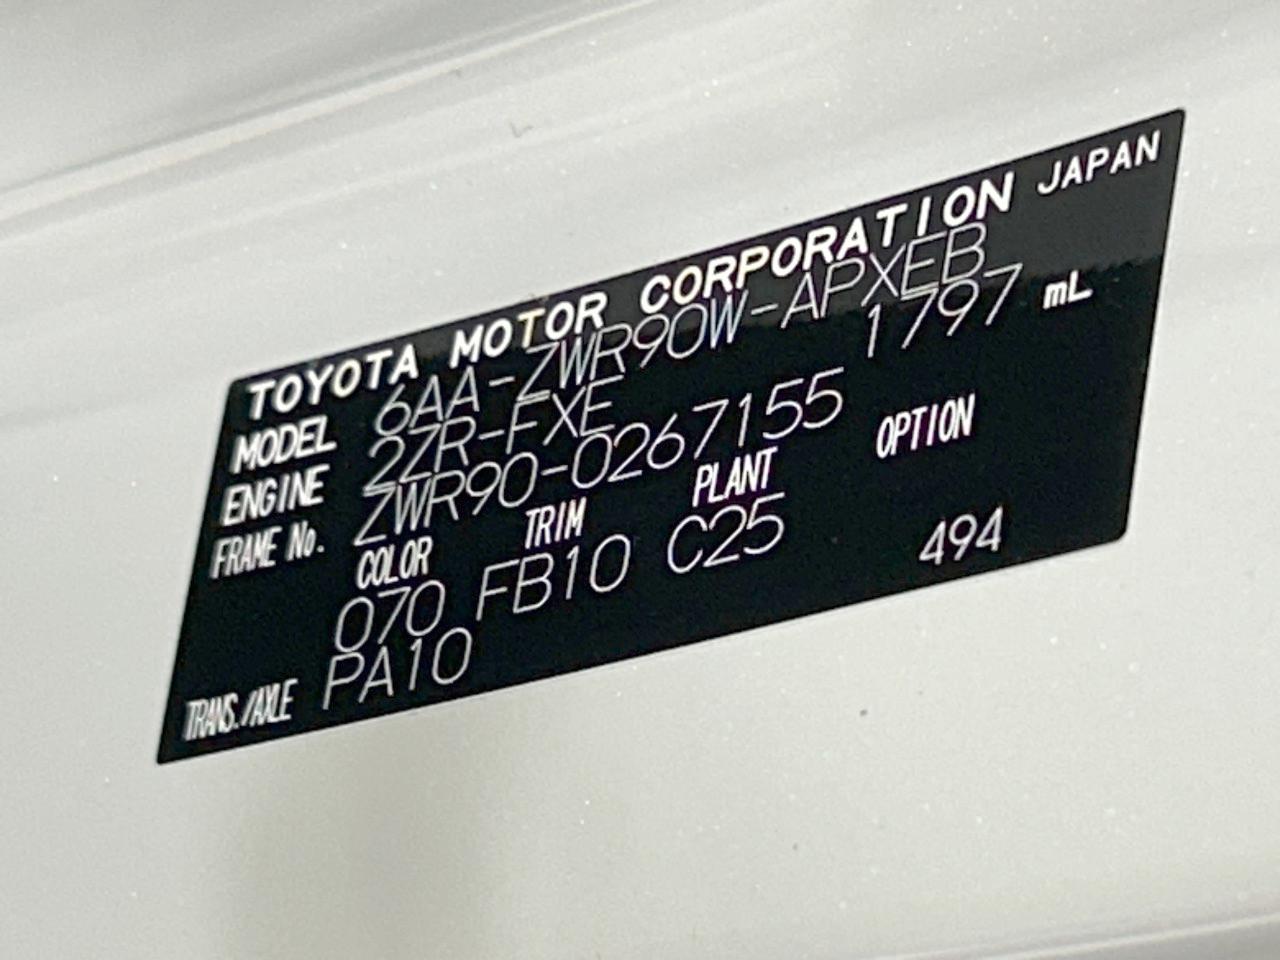 TOYOTA MOTOR CORPORATION JAPAN
MODEL 6AA-ZWR90W-APXEB
ENGINE 2ZR-FXE 1797 mL
FRAME No. ZWR90-0267155
COLOR TRIM PLANT OPTION
070 FB10 C25 494
TRANS./AXLE PA10